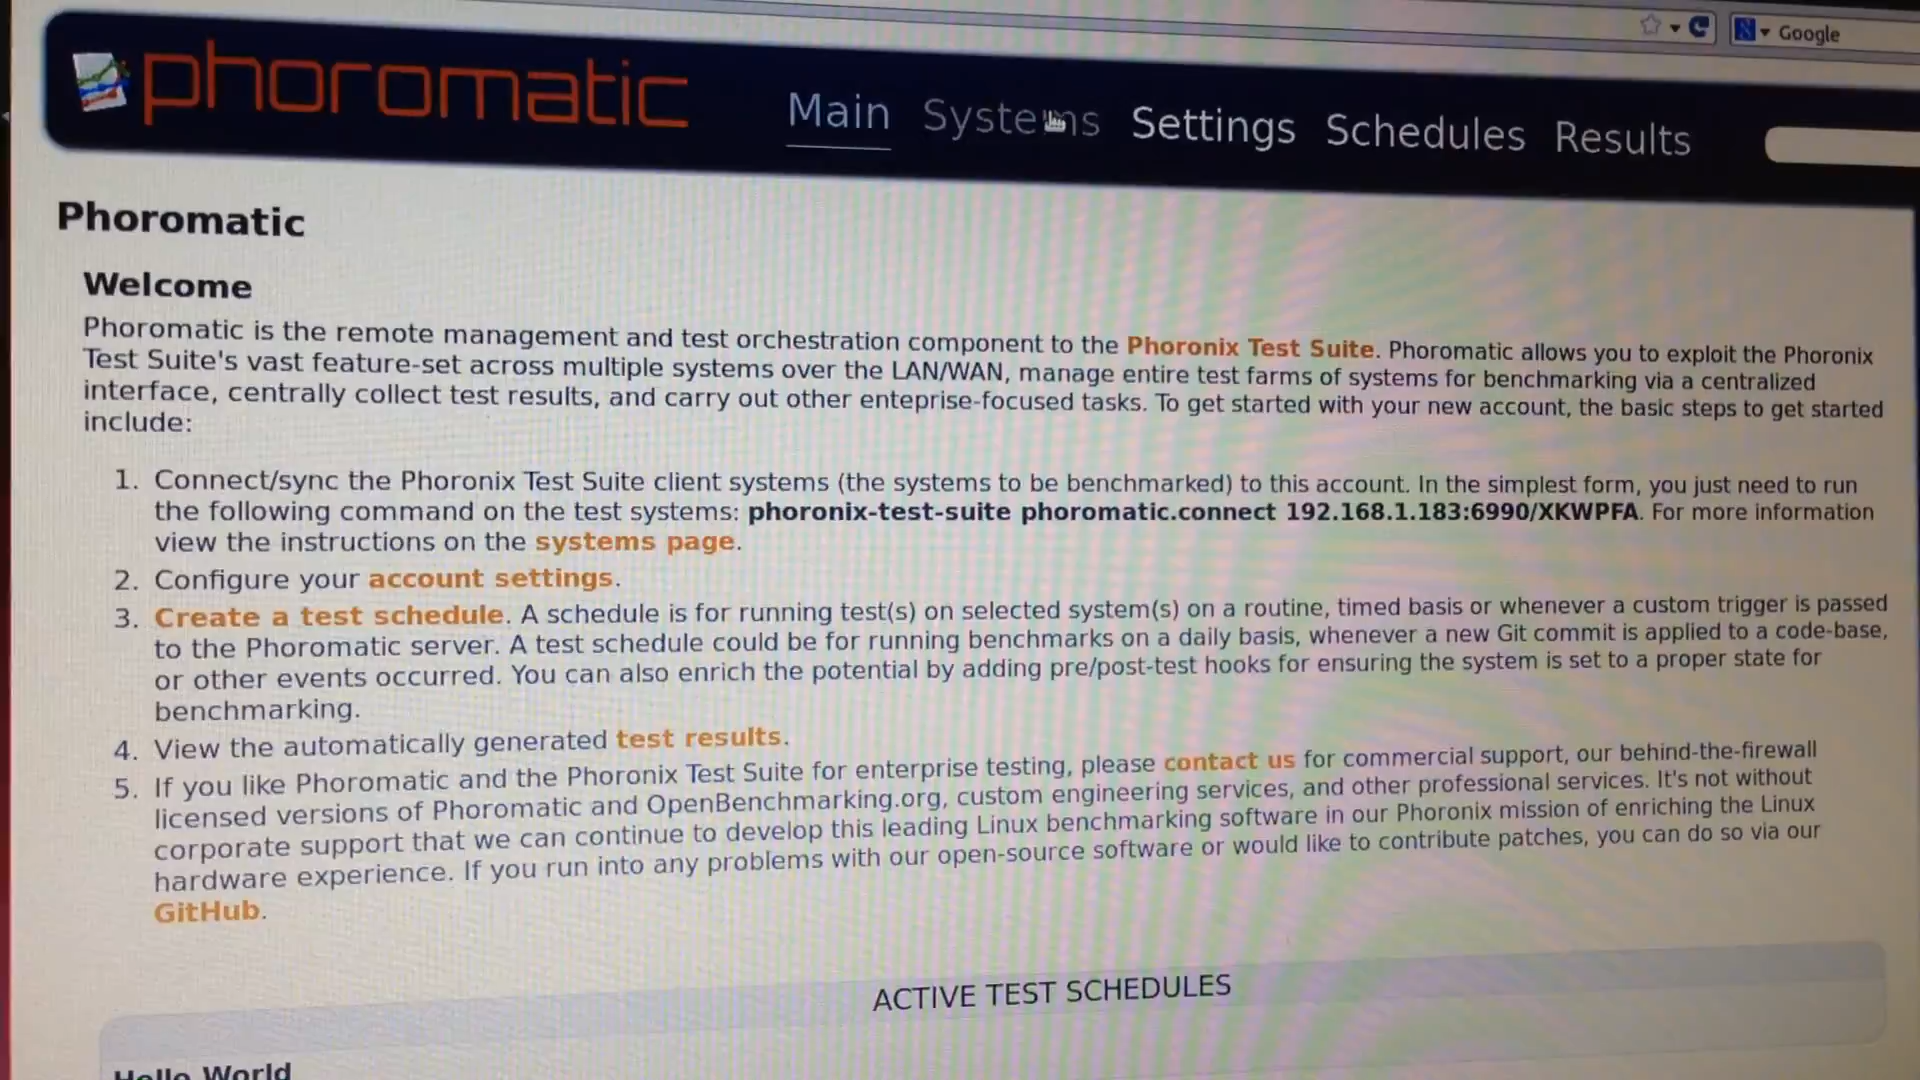 Google
phoromatic
Main Systems Settings Schedules Results
Phoromatic
Welcome
Phoromatic is the remote management and test orchestration component to the Phoronix Test Suite. Phoromatic allows you to exploit the Phoronix
Test Suite's vast feature-set across multiple systems over the LAN/WAN, manage entire test farms of systems for benchmarking via a centralized
interface, centrally collect test results, and carry out other enteprise-focused tasks. To get started with your new account, the basic steps to get started
include:
1. Connect/sync the Phoronix Test Suite client systems (the systems to be benchmarked) to this account. In the simplest form, you just need to run
the following command on the test systems: phoronix-test-suite phoromatic.connect 192.168.1.183:6990/XKWPFA. For more information
view the instructions on the systems page.
2. Configure your account settings.
3. Create a test schedule. A schedule is for running test(s) on selected system(s) on a routine, timed basis or whenever a custom trigger is passed
to the Phoromatic server. A test schedule could be for running benchmarks on a daily basis, whenever a new Git commit is applied to a code-base,
or other events occurred. You can also enrich the potential by adding pre/post-test hooks for ensuring the system is set to a proper state for
benchmarking.
4. View the automatically generated test results.
5. If you like Phoromatic and the Phoronix Test Suite for enterprise testing, please contact us for commercial support, our behind-the-firewall
licensed versions of Phoromatic and OpenBenchmarking.org, custom engineering services, and other professional services. It's not without
corporate support that we can continue to develop this leading Linux benchmarking software in our Phoronix mission of enriching the Linux
hardware experience. If you run into any problems with our open-source software or would like to contribute patches, you can do so via our
GitHub.
ACTIVE TEST SCHEDULES
Hello World